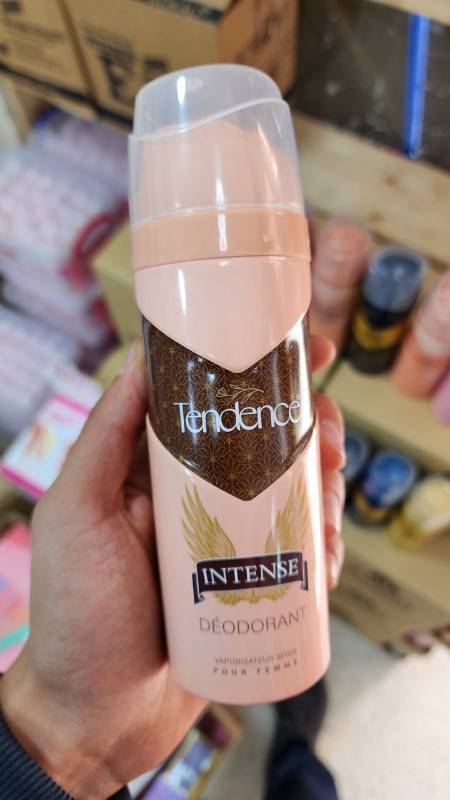 Tendence
INTENSE
DÉODORANT
VAPORISATEUR SPRAY
POUR FEMME